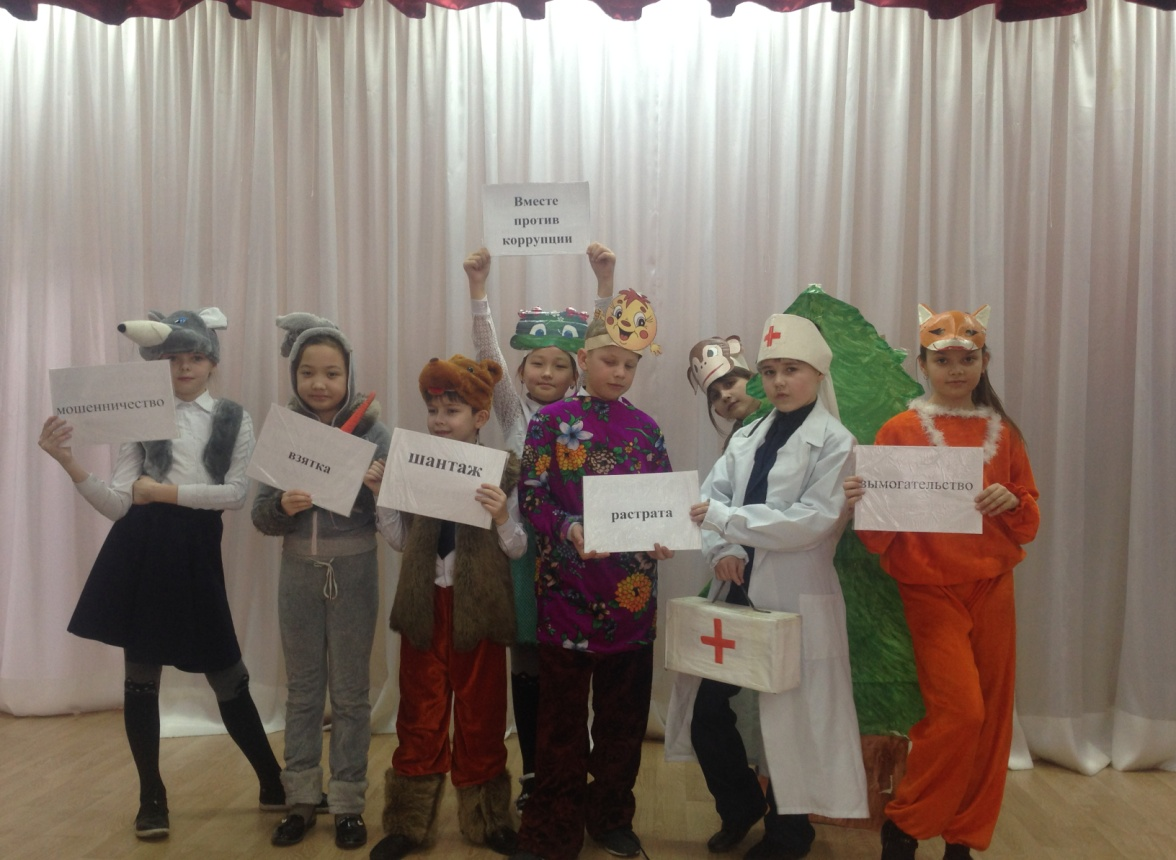 Вместе
против
коррупции
мошенничество
взятка
шантаж
растрата
вымогательство